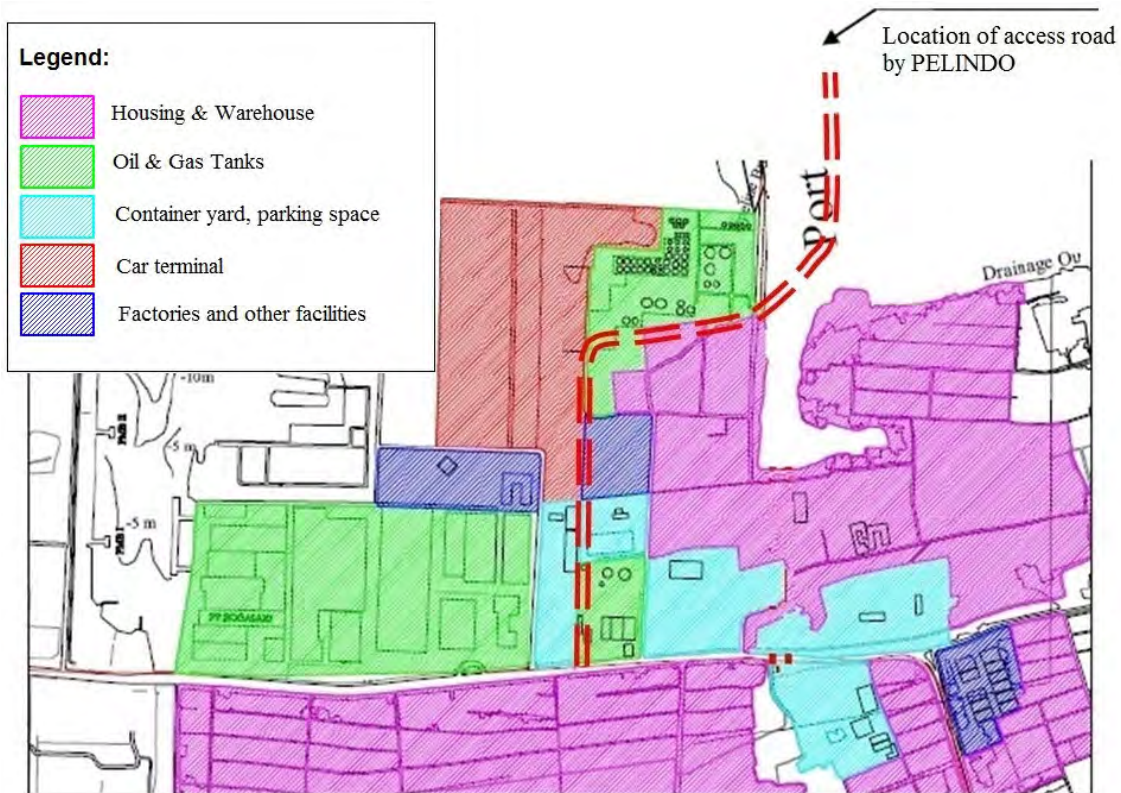 Legend:
Housing & Warehouse
Oil & Gas Tanks
Container yard, parking space
Car terminal
Factories and other facilities
Location of access road
by PELINDO
Port
Drainage Ou
-10m
-5 m
-5 m